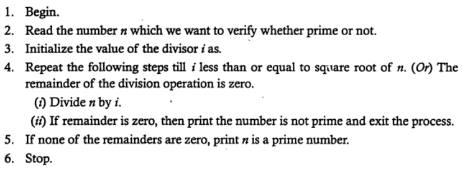 1. Begin.
2. Read the number n which we want to verify whether prime or not.
3. Initialize the value of the divisor i as.
4. Repeat the following steps till i less than or equal to square root of n. (Or) The
remainder of the division operation is zero.
(i) Divide n by i.
(ii) If remainder is zero, then print the number is not prime and exit the process.
5. If none of the remainders are zero, print n is a prime number.
6. Stop.